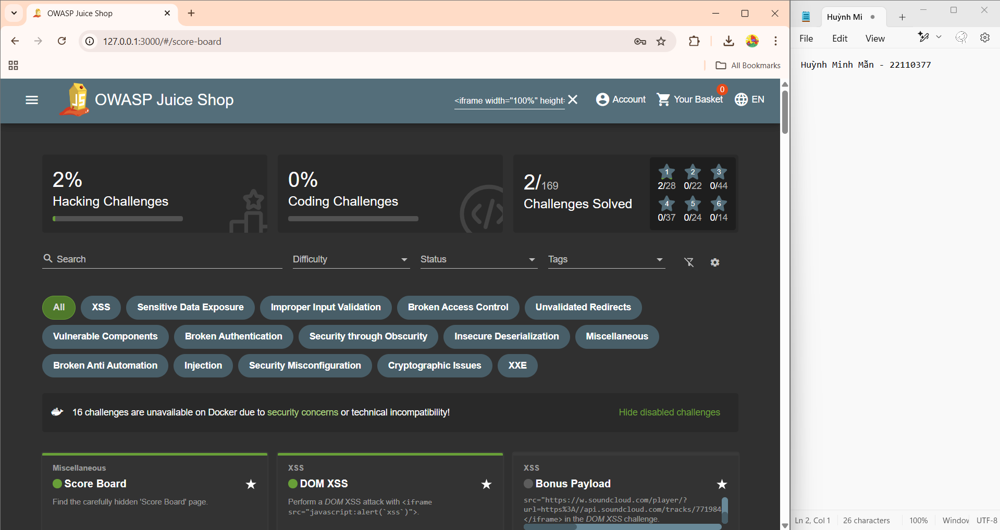 OWASP Juice Shop
127.0.0.1:3000/#/score-board
All Bookmarks
OWASP Juice Shop
<iframe width="100%" height=
Account
0
Your Basket
EN
2%
Hacking Challenges
0%
Coding Challenges
2/169
Challenges Solved
1 2 3
2/28 0/22 0/44
4 5 6
0/37 0/24 0/14
Search
Difficulty
Status
Tags
All XSS Sensitive Data Exposure Improper Input Validation Broken Access Control Unvalidated Redirects
Vulnerable Components Broken Authentication Security through Obscurity Insecure Deserialization Miscellaneous
Broken Anti Automation Injection Security Misconfiguration Cryptographic Issues XXE
16 challenges are unavailable on Docker due to security concerns or technical incompatibility!
Hide disabled challenges
Miscellaneous
Score Board
Find the carefully hidden 'Score Board' page.
XSS
DOM XSS
Perform a DOM XSS attack with <iframe
src="javascript:alert(`xss`)">.
XSS
Bonus Payload
src="https://w.soundcloud.com/player/?
url=https%3A//api.soundcloud.com/tracks/771984
</iframe> in the DOM XSS challenge.
Huỳnh Mi
File Edit View
Huỳnh Minh Mẫn - 22110377
Ln 2, Col 1
26 characters
100%
Window
UTF-8